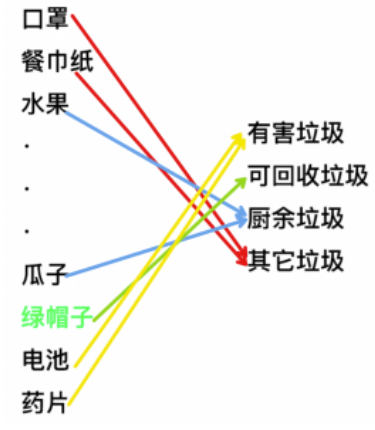 口罩
餐巾纸
水果
.
.
.
瓜子
绿帽子
电池
药片
有害垃圾
可回收垃圾
厨余垃圾
其它垃圾